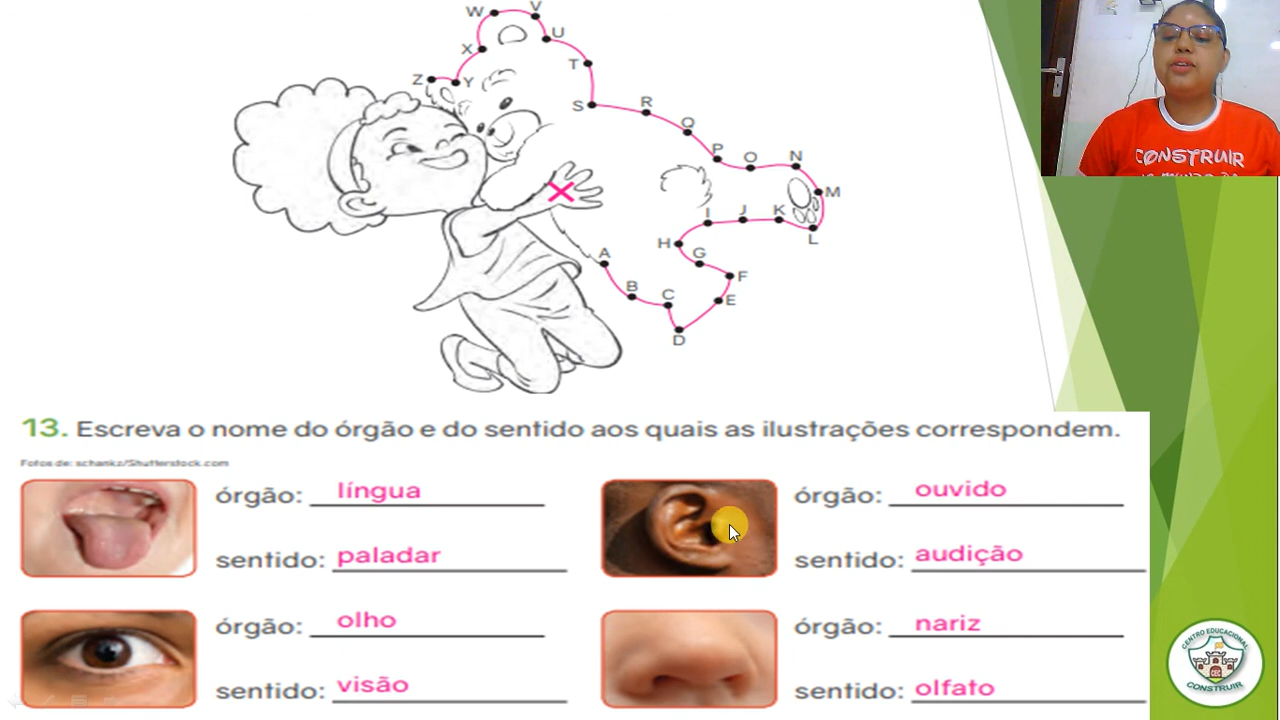 W V
X U
Z Y T
S R
Q
P O N
M
I J K
L
H G
A F
B C E
D
CONSTRUIR
13. Escreva o nome do órgão e do sentido aos quais as ilustrações correspondem.
Fotos de: schankz/Shutterstock.com
órgão: língua
sentido: paladar
órgão: ouvido
sentido: audição
órgão: olho
sentido: visão
órgão: nariz
sentido: olfato
CENTRO EDUCACIONAL
CEC
CONSTRUIR